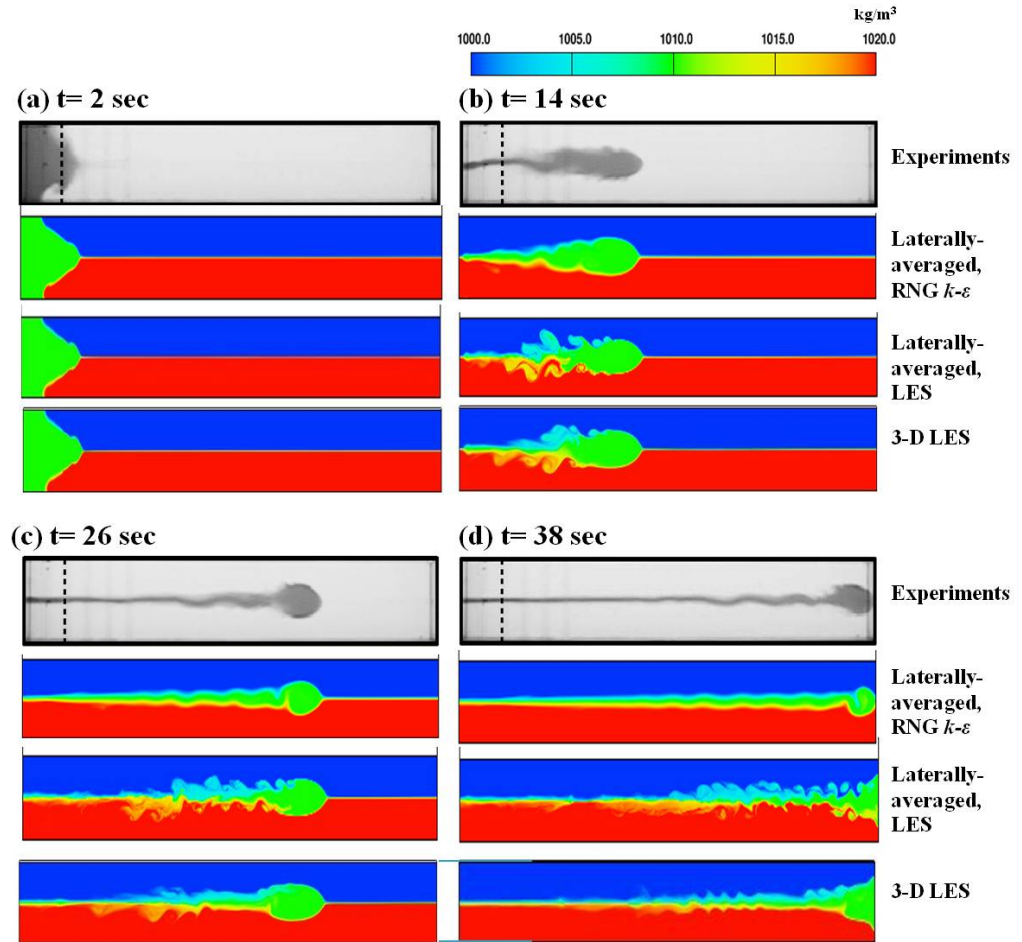 kg/m³
1000.0 1005.0 1010.0 1015.0 1020.0
(a) t= 2 sec
(b) t= 14 sec
Experiments
Laterally-
averaged,
RNG k-ε
Laterally-
averaged,
LES
3-D LES
(c) t= 26 sec
(d) t= 38 sec
Experiments
Laterally-
averaged,
RNG k-ε
Laterally-
averaged,
LES
3-D LES